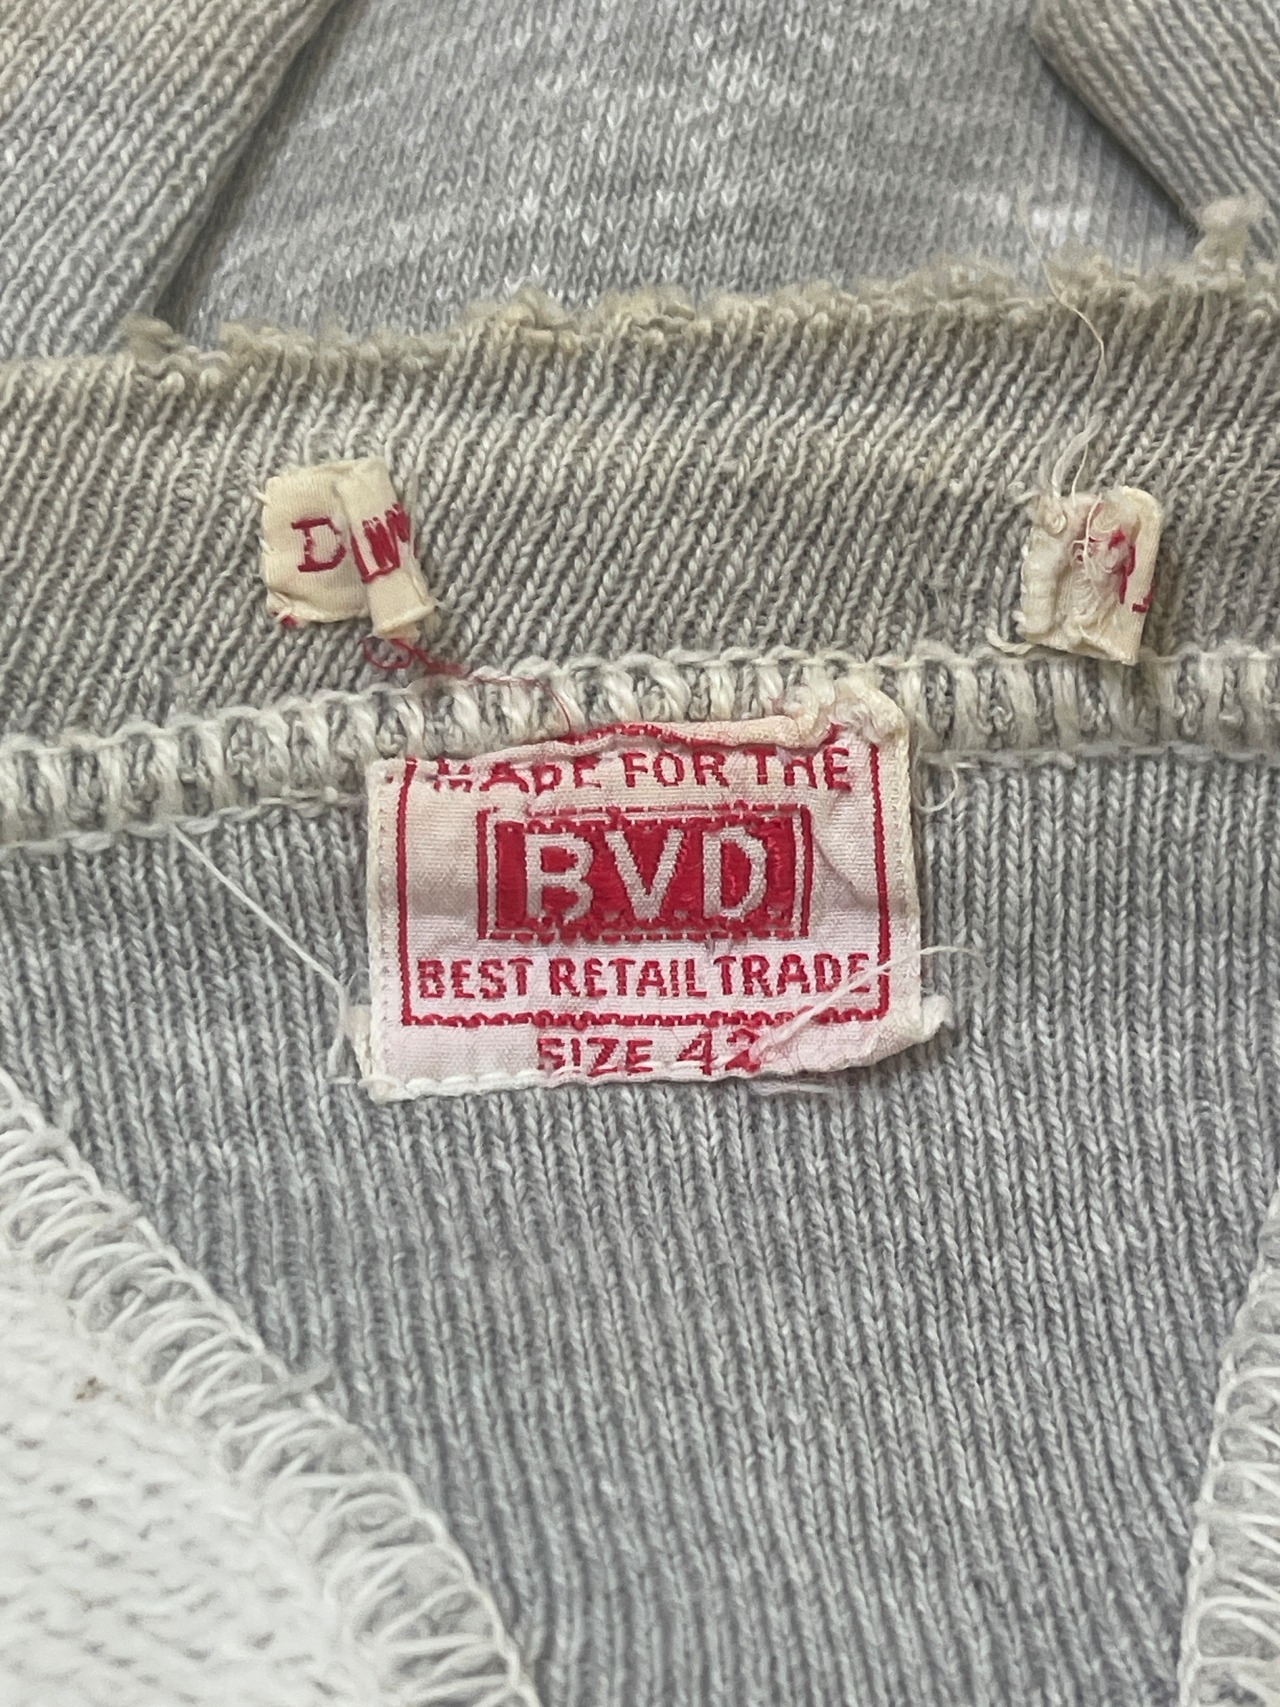 D
MADE FOR THE
BVD
BEST RETAIL TRADE
SIZE 42